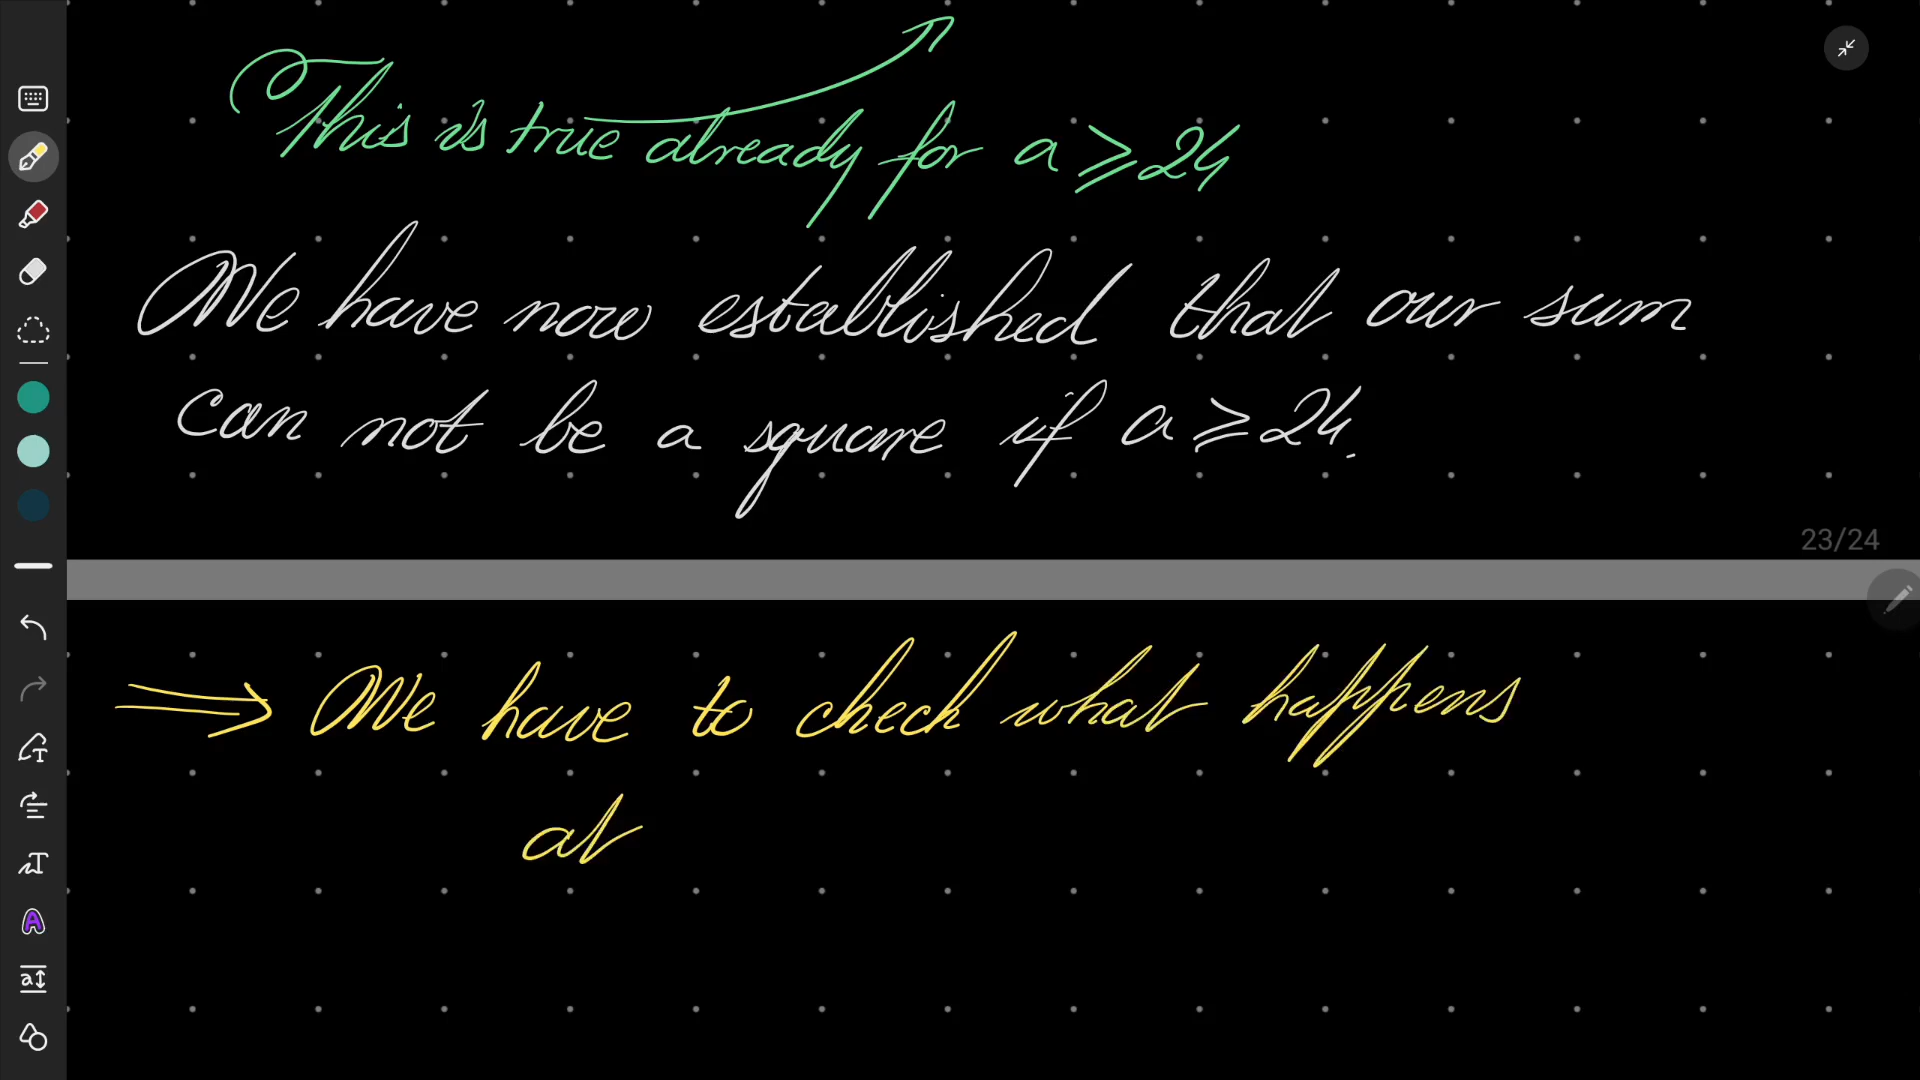 This is true already for a ⩾ 24
We have now established that our sum
can not be a square if a ⩾ 24.
23/24
⟹ We have to check what happens
at